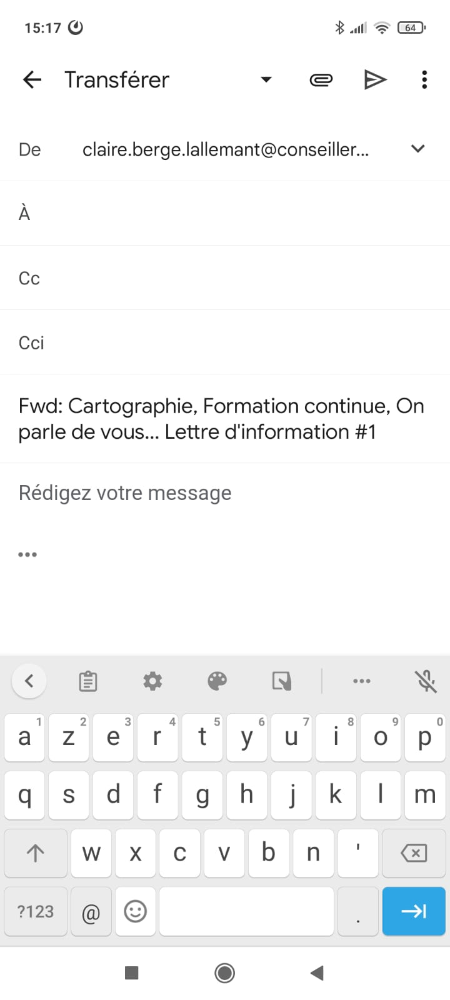 15:17 64
Transférer
De claire.berge.lallemant@conseiller...
À
Cc
Cci
Fwd: Cartographie, Formation continue, On
parle de vous... Lettre d'information #1
Rédigez votre message
•••
a 1 z 2 e 3 r 4 t 5 y 6 u 7 i 8 o 9 p 0
q s d f g h j k l m
w x c v b n '
?123 @ .